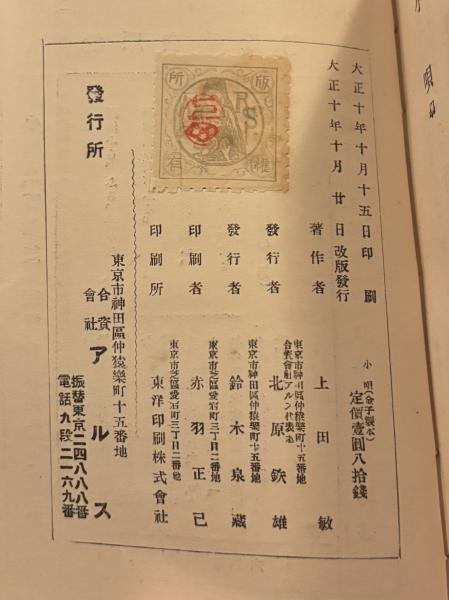 大正十年十月十五日印刷
大正十年十月廿日改版發行
小唄(金子製本)
定價壹圓八拾錢
著作者 上田敏
東京市神田區仲猿樂町十五番地
合資會社アルス代表者
發行者 北原鉄雄
東京市神田區仲猿樂町十五番地
發行者 鈴木泉藏
東京市芝區愛宕町三丁目二番地
印刷者 赤羽正己
東京市芝區愛宕町三丁目二番地
印刷所 東洋印刷株式會社
版權所有
ARS
發行所
東京市神田區仲猿樂町十五番地
合資會社 アルス
振替東京二四八八八番
電話九段二一六九番
唄